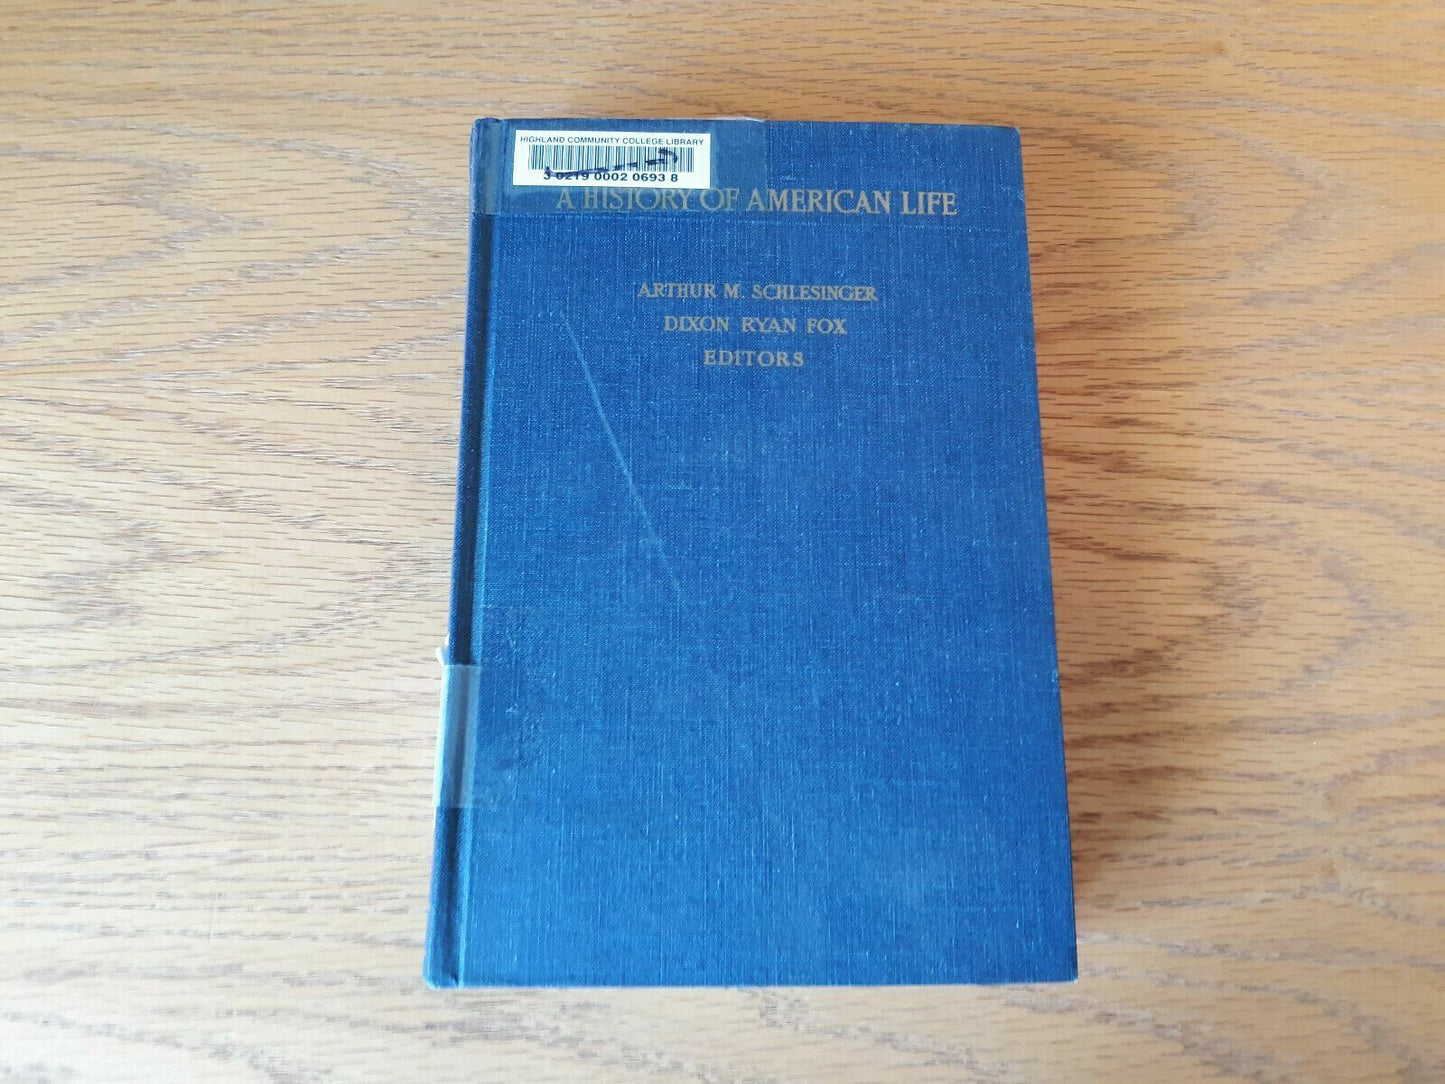 HIGHLAND COMMUNITY COLLEGE LIBRARY
3 0219 0002 0693 8
A HISTORY OF AMERICAN LIFE
ARTHUR M. SCHLESINGER
DIXON RYAN FOX
EDITORS